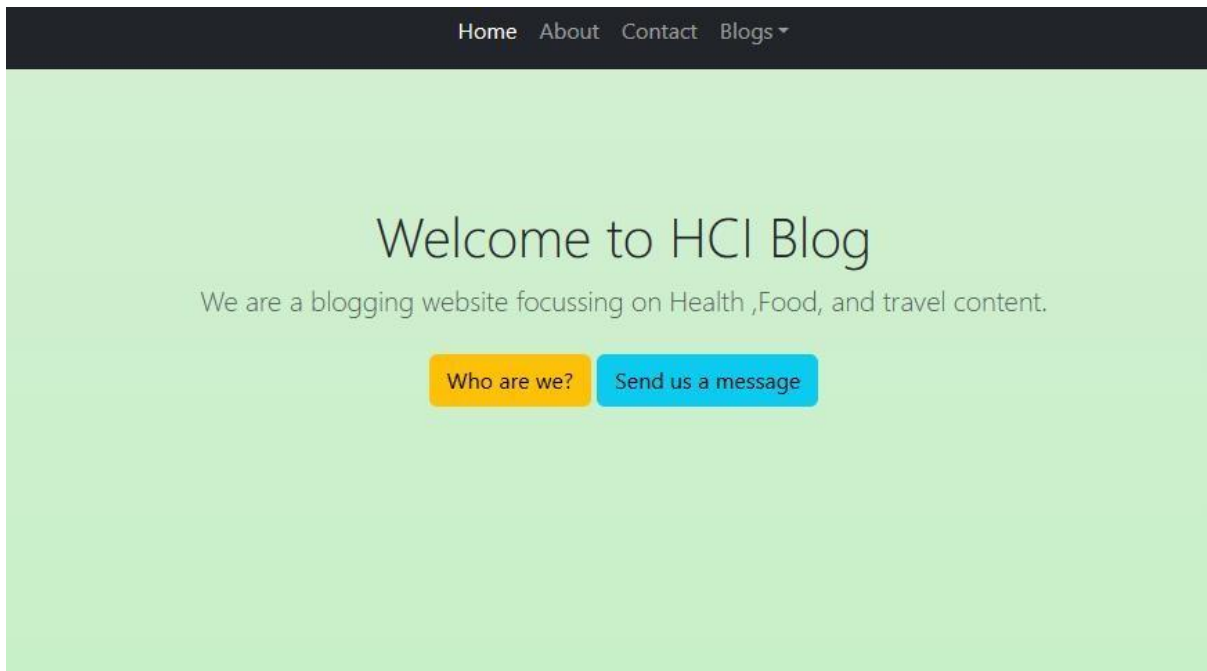 Home About Contact Blogs
Welcome to HCI Blog
We are a blogging website focussing on Health ,Food, and travel content.
Who are we? Send us a message